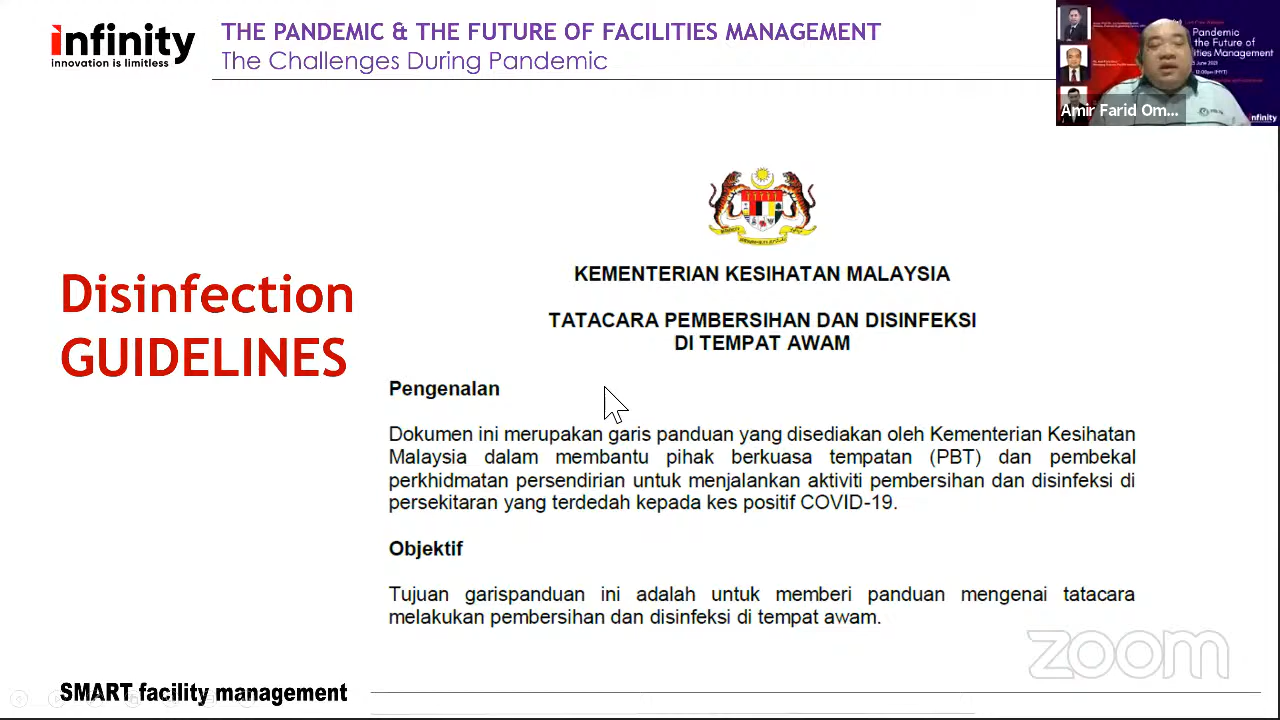 infinity
innovation is limitless
THE PANDEMIC & THE FUTURE OF FACILITIES MANAGEMENT
The Challenges During Pandemic
Pandemic
the Future of
ities Management
June 2021
Amir Farid Om...
infinity
Disinfection
GUIDELINES
KEMENTERIAN KESIHATAN MALAYSIA
TATACARA PEMBERSIHAN DAN DISINFEKSI
DI TEMPAT AWAM
Pengenalan
Dokumen ini merupakan garis panduan yang disediakan oleh Kementerian Kesihatan
Malaysia dalam membantu pihak berkuasa tempatan (PBT) dan pembekal
perkhidmatan persendirian untuk menjalankan aktiviti pembersihan dan disinfeksi di
persekitaran yang terdedah kepada kes positif COVID-19.
Objektif
Tujuan garispanduan ini adalah untuk memberi panduan mengenai tatacara
melakukan pembersihan dan disinfeksi di tempat awam.
zoom
SMART facility management